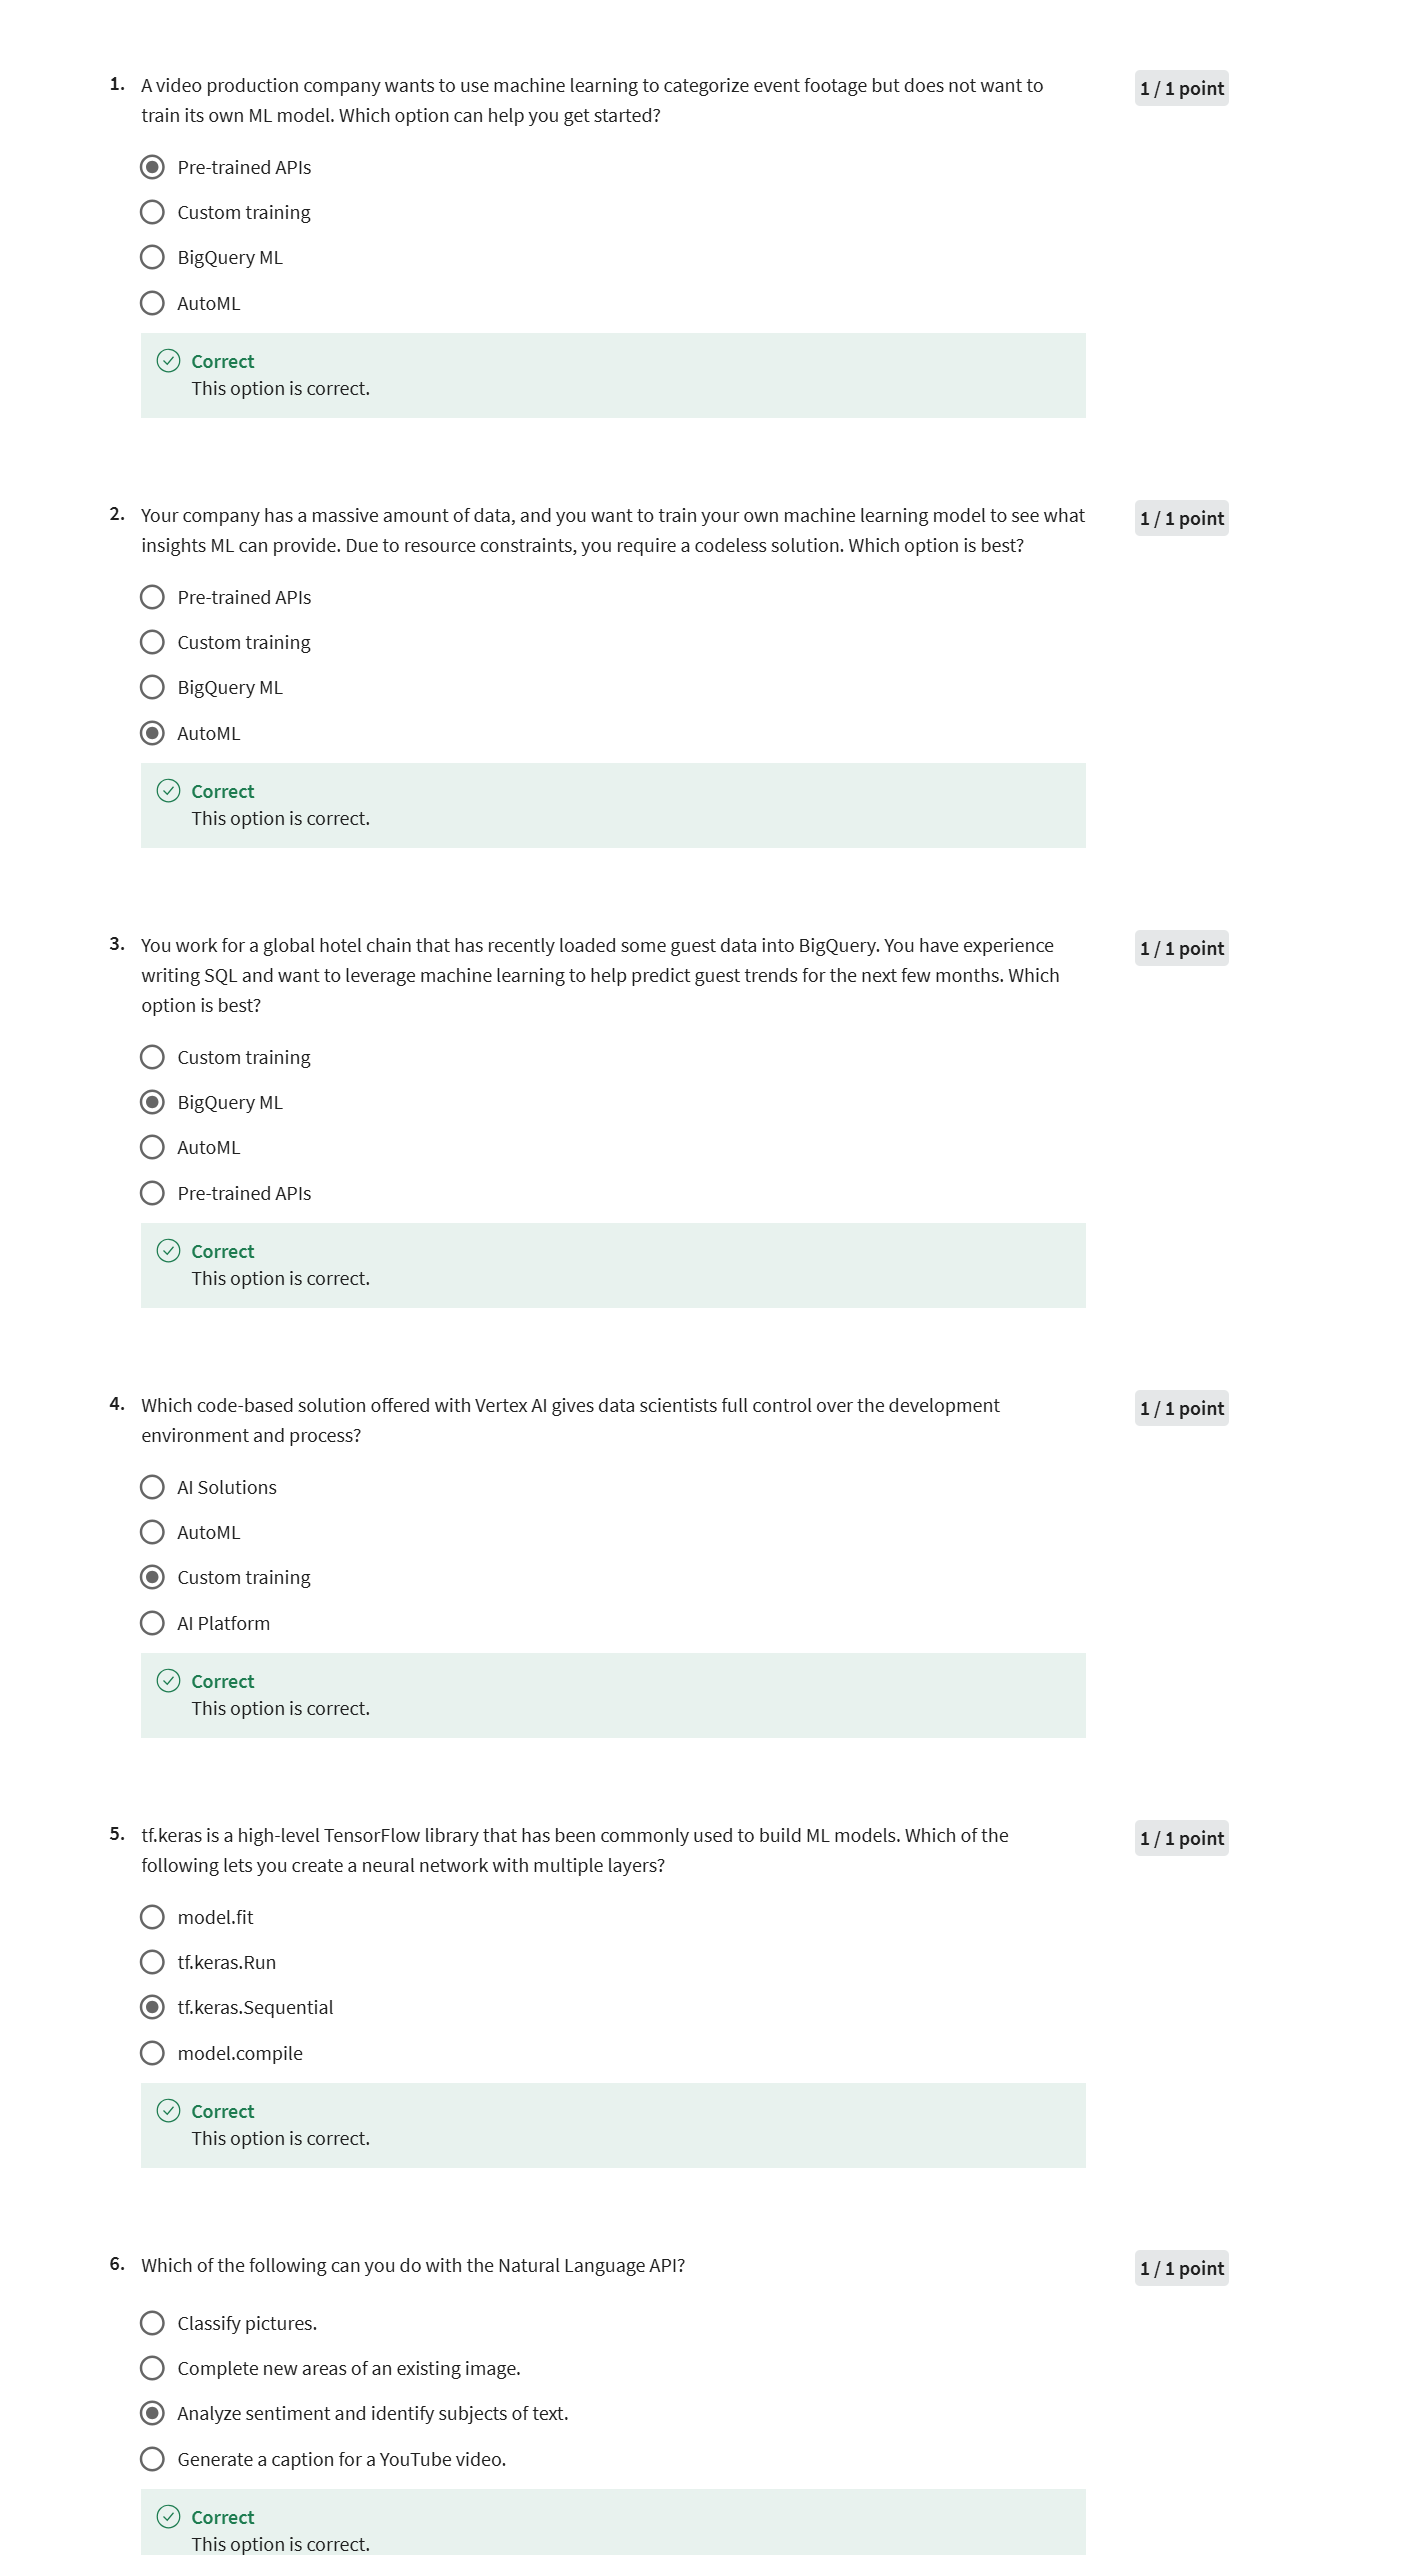 1. A video production company wants to use machine learning to categorize event footage but does not want to
train its own ML model. Which option can help you get started?
1 / 1 point
Pre-trained APIs
Custom training
BigQuery ML
AutoML
Correct
This option is correct.
2. Your company has a massive amount of data, and you want to train your own machine learning model to see what
insights ML can provide. Due to resource constraints, you require a codeless solution. Which option is best?
1 / 1 point
Pre-trained APIs
Custom training
BigQuery ML
AutoML
Correct
This option is correct.
3. You work for a global hotel chain that has recently loaded some guest data into BigQuery. You have experience
writing SQL and want to leverage machine learning to help predict guest trends for the next few months. Which
option is best?
1 / 1 point
Custom training
BigQuery ML
AutoML
Pre-trained APIs
Correct
This option is correct.
4. Which code-based solution offered with Vertex AI gives data scientists full control over the development
environment and process?
1 / 1 point
AI Solutions
AutoML
Custom training
AI Platform
Correct
This option is correct.
5. tf.keras is a high-level TensorFlow library that has been commonly used to build ML models. Which of the
following lets you create a neural network with multiple layers?
1 / 1 point
model.fit
tf.keras.Run
tf.keras.Sequential
model.compile
Correct
This option is correct.
6. Which of the following can you do with the Natural Language API?
1 / 1 point
Classify pictures.
Complete new areas of an existing image.
Analyze sentiment and identify subjects of text.
Generate a caption for a YouTube video.
Correct
This option is correct.